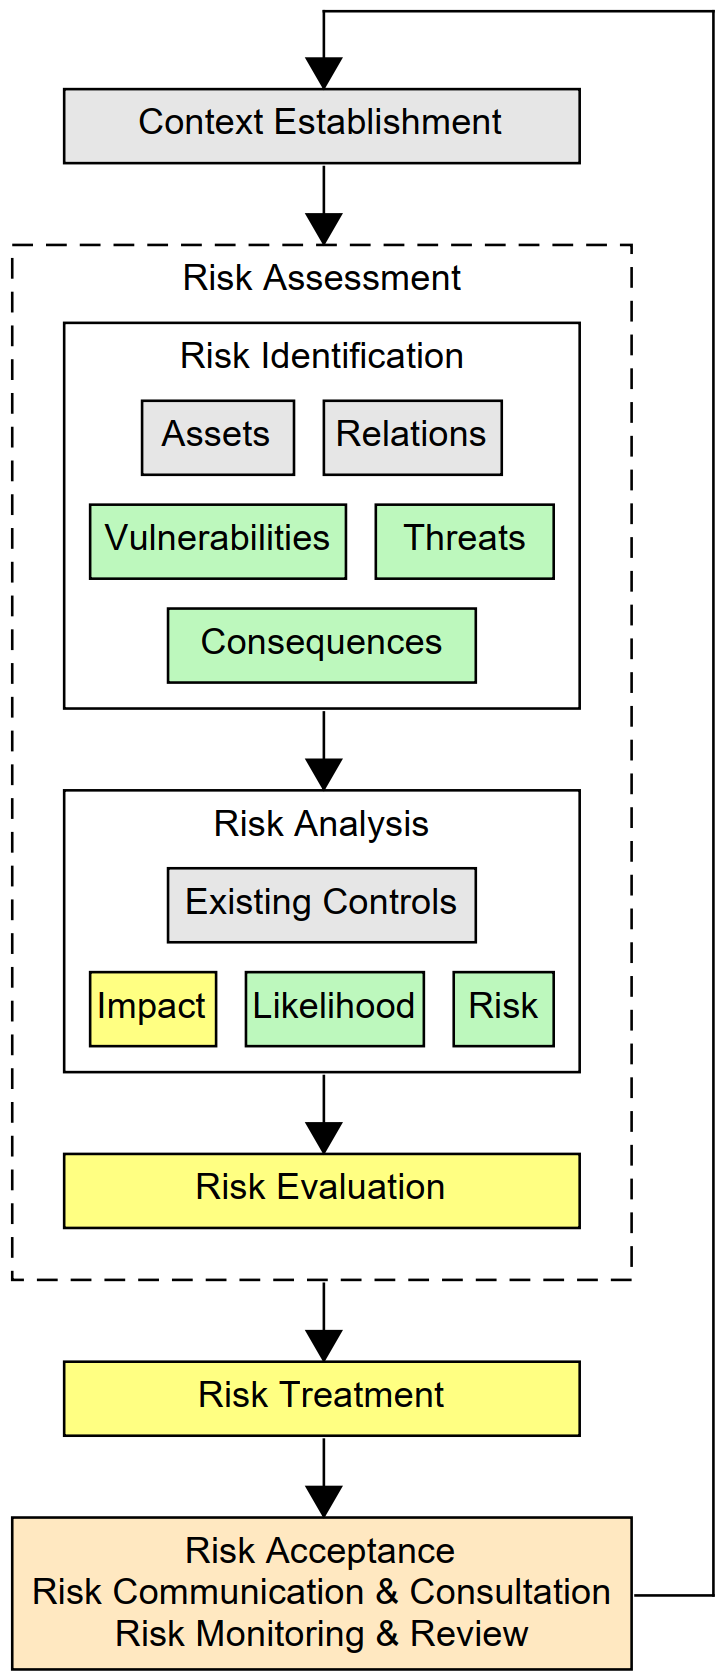 Context Establishment
Risk Assessment
Risk Identification
Assets
Relations
Vulnerabilities
Threats
Consequences
Risk Analysis
Existing Controls
Impact
Likelihood
Risk
Risk Evaluation
Risk Treatment
Risk Acceptance
Risk Communication & Consultation
Risk Monitoring & Review